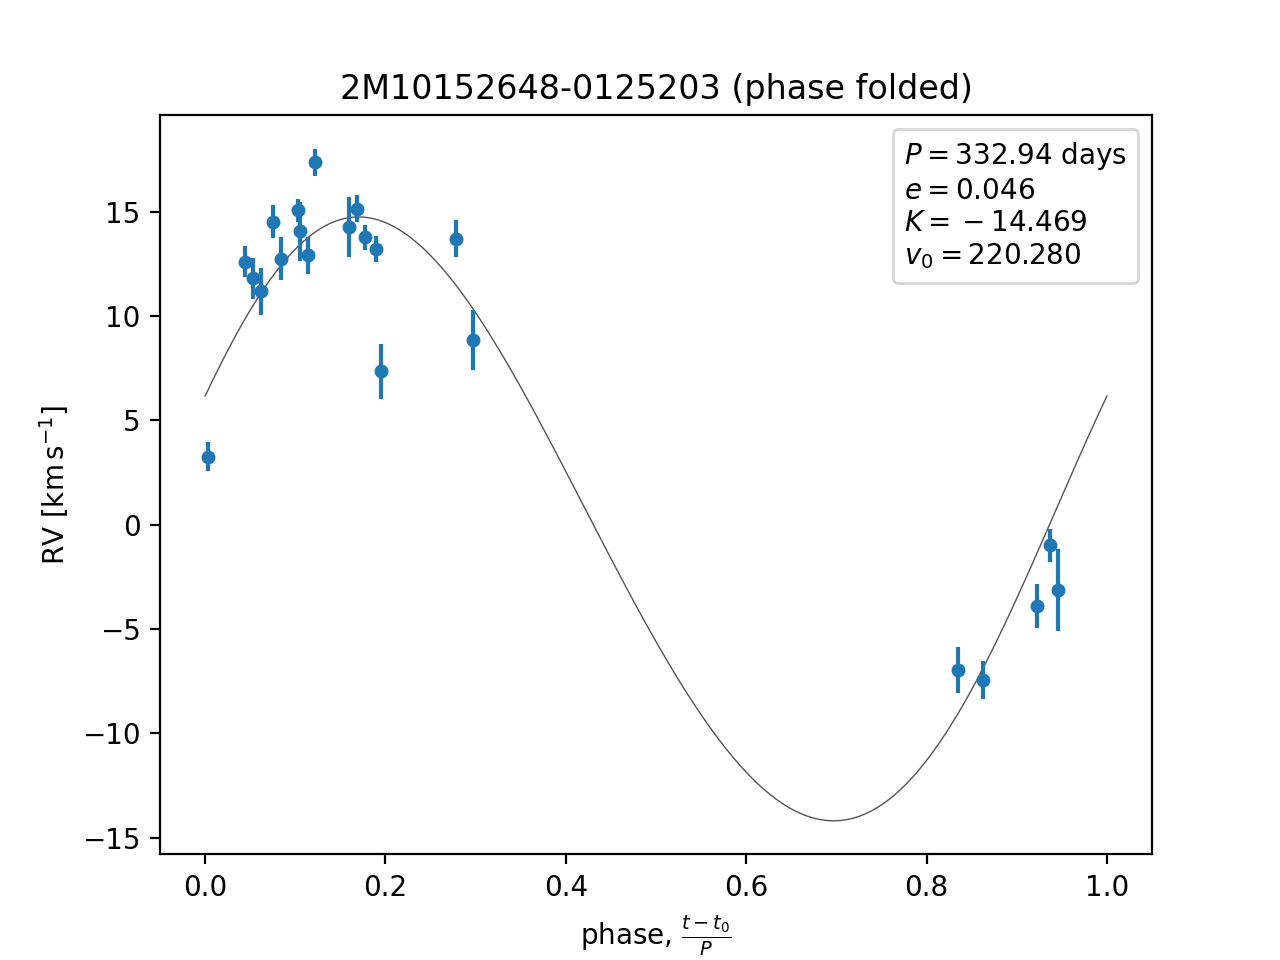 2M10152648-0125203 (phase folded)
P = 332.94 days
e = 0.046
K = −14.469
v₀ = 220.280
15
10
5
0
−5
−10
−15
RV [km s⁻¹]
0.0 0.2 0.4 0.6 0.8 1.0
phase, (t − t₀)/P